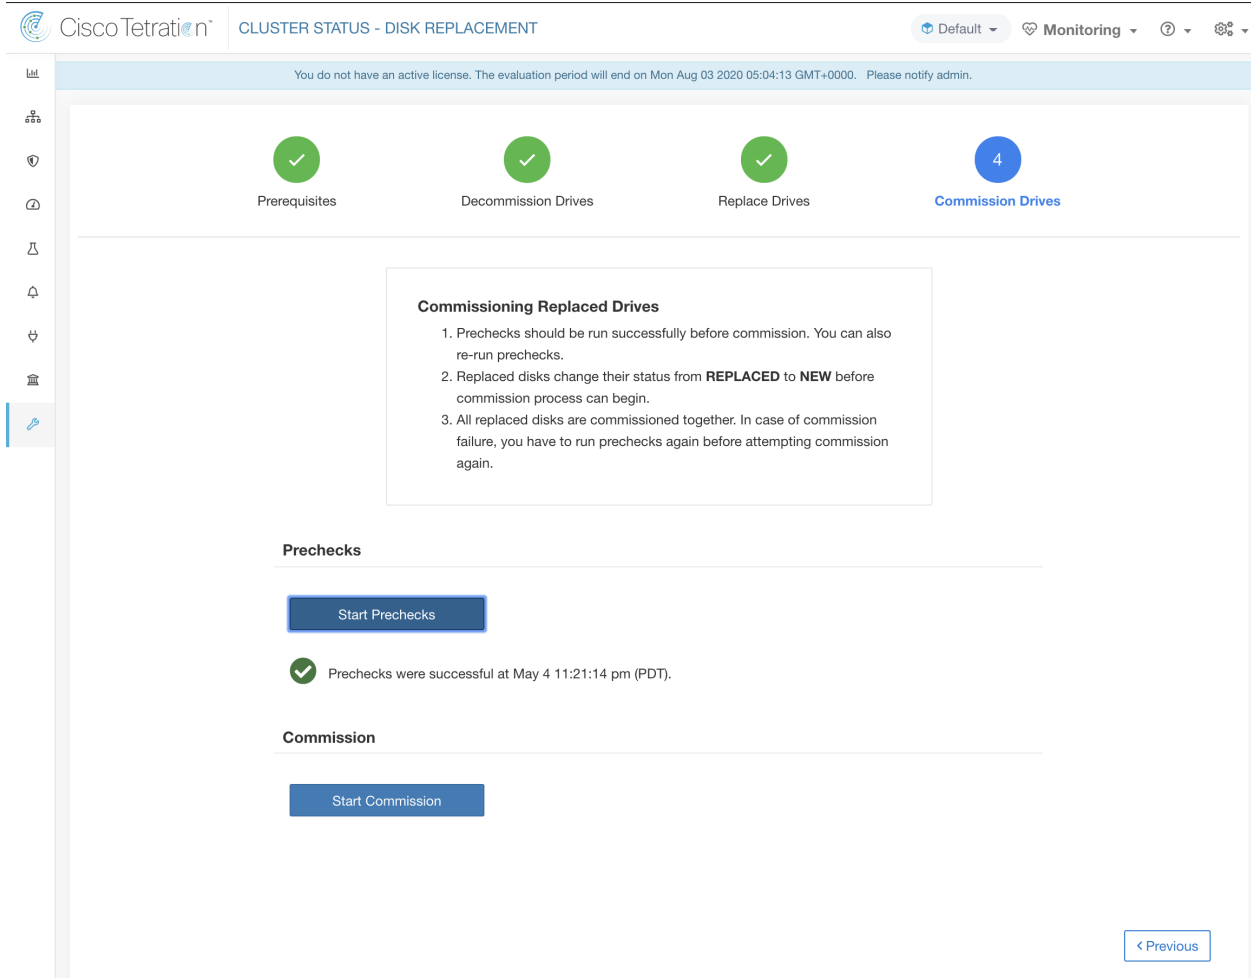 Cisco Tetration™
CLUSTER STATUS - DISK REPLACEMENT
Default
Monitoring
You do not have an active license. The evaluation period will end on Mon Aug 03 2020 05:04:13 GMT+0000. Please notify admin.
4
Prerequisites
Decommission Drives
Replace Drives
Commission Drives
Commissioning Replaced Drives
1. Prechecks should be run successfully before commission. You can also
re-run prechecks.
2. Replaced disks change their status from REPLACED to NEW before
commission process can begin.
3. All replaced disks are commissioned together. In case of commission
failure, you have to run prechecks again before attempting commission
again.
Prechecks
Start Prechecks
Prechecks were successful at May 4 11:21:14 pm (PDT).
Commission
Start Commission
< Previous